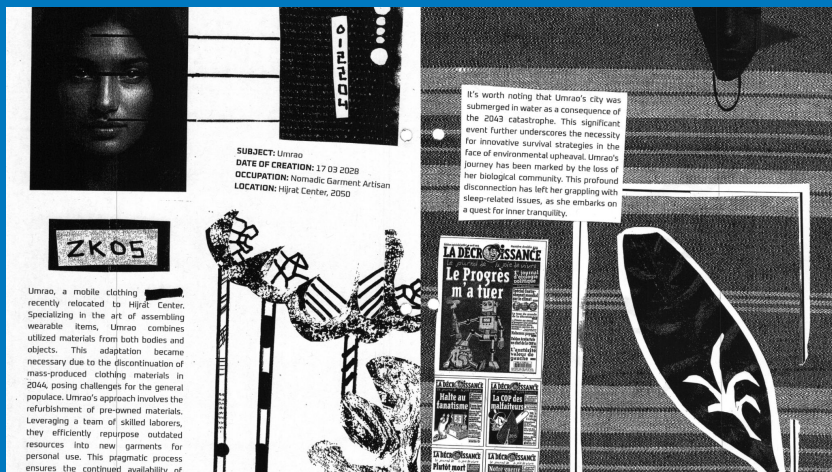 012204
SUBJECT: Umrao
DATE OF CREATION: 17 03 2028
OCCUPATION: Nomadic Garment Artisan
LOCATION: Hijrat Center, 2050
ZK05
Umrao, a mobile clothing
recently relocated to Hijrat Center.
Specializing in the art of assembling
wearable items, Umrao combines
utilized materials from both bodies and
objects. This adaptation became
necessary due to the discontinuation of
mass-produced clothing materials in
2044, posing challenges for the general
populace. Umrao's approach involves the
refurbishment of pre-owned materials.
Leveraging a team of skilled laborers,
they efficiently repurpose outdated
resources into new garments for
personal use. This pragmatic process
ensures the continued availability of
It's worth noting that Umrao's city was
submerged in water as a consequence of
the 2043 catastrophe. This significant
event further underscores the necessity
for innovative survival strategies in the
face of environmental upheaval. Umrao's
journey has been marked by the loss of
her biological community. This profound
disconnection has left her grappling with
sleep-related issues, as she embarks on
a quest for inner tranquility.
LA DÉCROISSANCE
Le Progrès
m'a tuer
LA DÉCROISSANCE
Halte au
fanatisme
LA DÉCROISSANCE
La COP des
malfaiteurs
LA DÉCROISSANCE
Plutôt mort
LA DÉCROISSANCE